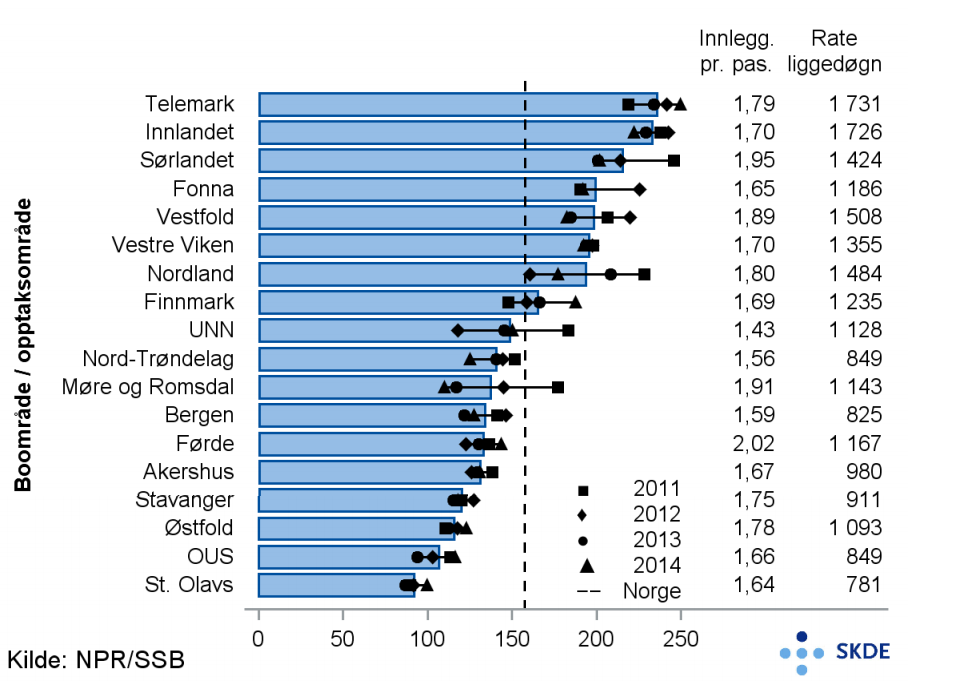 Innlegg. Rate
pr. pas. liggedøgn
Boområde / opptaksområde
Telemark 1,79 1 731
Innlandet 1,70 1 726
Sørlandet 1,95 1 424
Fonna 1,65 1 186
Vestfold 1,89 1 508
Vestre Viken 1,70 1 355
Nordland 1,80 1 484
Finnmark 1,69 1 235
UNN 1,43 1 128
Nord-Trøndelag 1,56 849
Møre og Romsdal 1,91 1 143
Bergen 1,59 825
Førde 2,02 1 167
Akershus 1,67 980
Stavanger 1,75 911
Østfold 1,78 1 093
OUS 1,66 849
St. Olavs 1,64 781
2011
2012
2013
2014
Norge
0 50 100 150 200 250
Kilde: NPR/SSB
SKDE